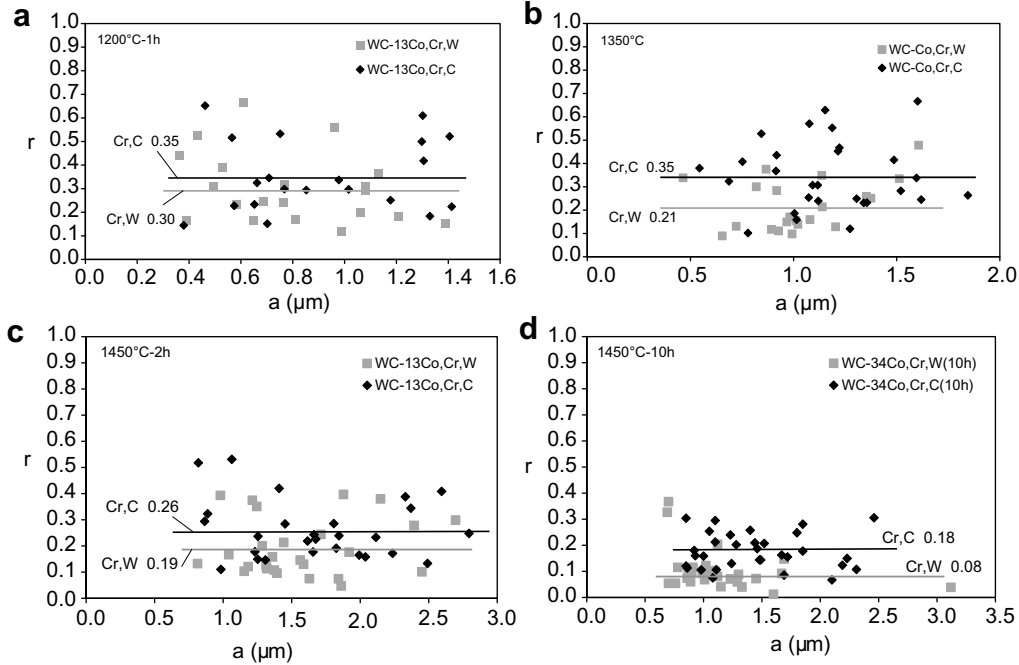 a
1.0
0.9
0.8
0.7
0.6
0.5
0.4
0.3
0.2
0.1
0.0
r
1200°C-1h
WC-13Co,Cr,W
WC-13Co,Cr,C
Cr,C 0.35
Cr,W 0.30
0.0 0.2 0.4 0.6 0.8 1.0 1.2 1.4 1.6
a (µm)
b
1.0
0.9
0.8
0.7
0.6
0.5
0.4
0.3
0.2
0.1
0.0
r
1350°C
WC-Co,Cr,W
WC-Co,Cr,C
Cr,C 0.35
Cr,W 0.21
0.0 0.5 1.0 1.5 2.0
a (µm)
c
1.0
0.9
0.8
0.7
0.6
0.5
0.4
0.3
0.2
0.1
0.0
r
1450°C-2h
WC-13Co,Cr,W
WC-13Co,Cr,C
Cr,C 0.26
Cr,W 0.19
0.0 0.5 1.0 1.5 2.0 2.5 3.0
a (µm)
d
1.0
0.9
0.8
0.7
0.6
0.5
0.4
0.3
0.2
0.1
0.0
r
1450°C-10h
WC-34Co,Cr,W(10h)
WC-34Co,Cr,C(10h)
Cr,C 0.18
Cr,W 0.08
0.0 0.5 1.0 1.5 2.0 2.5 3.0 3.5
a (µm)